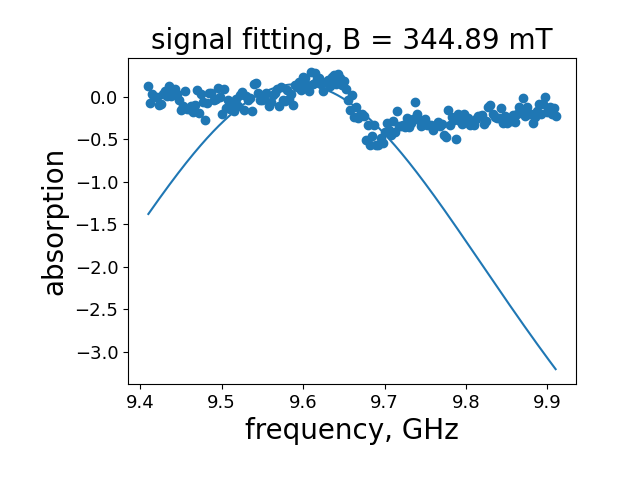 signal fitting, B = 344.89 mT
absorption
0.0
−0.5
−1.0
−1.5
−2.0
−2.5
−3.0
9.4 9.5 9.6 9.7 9.8 9.9
frequency, GHz